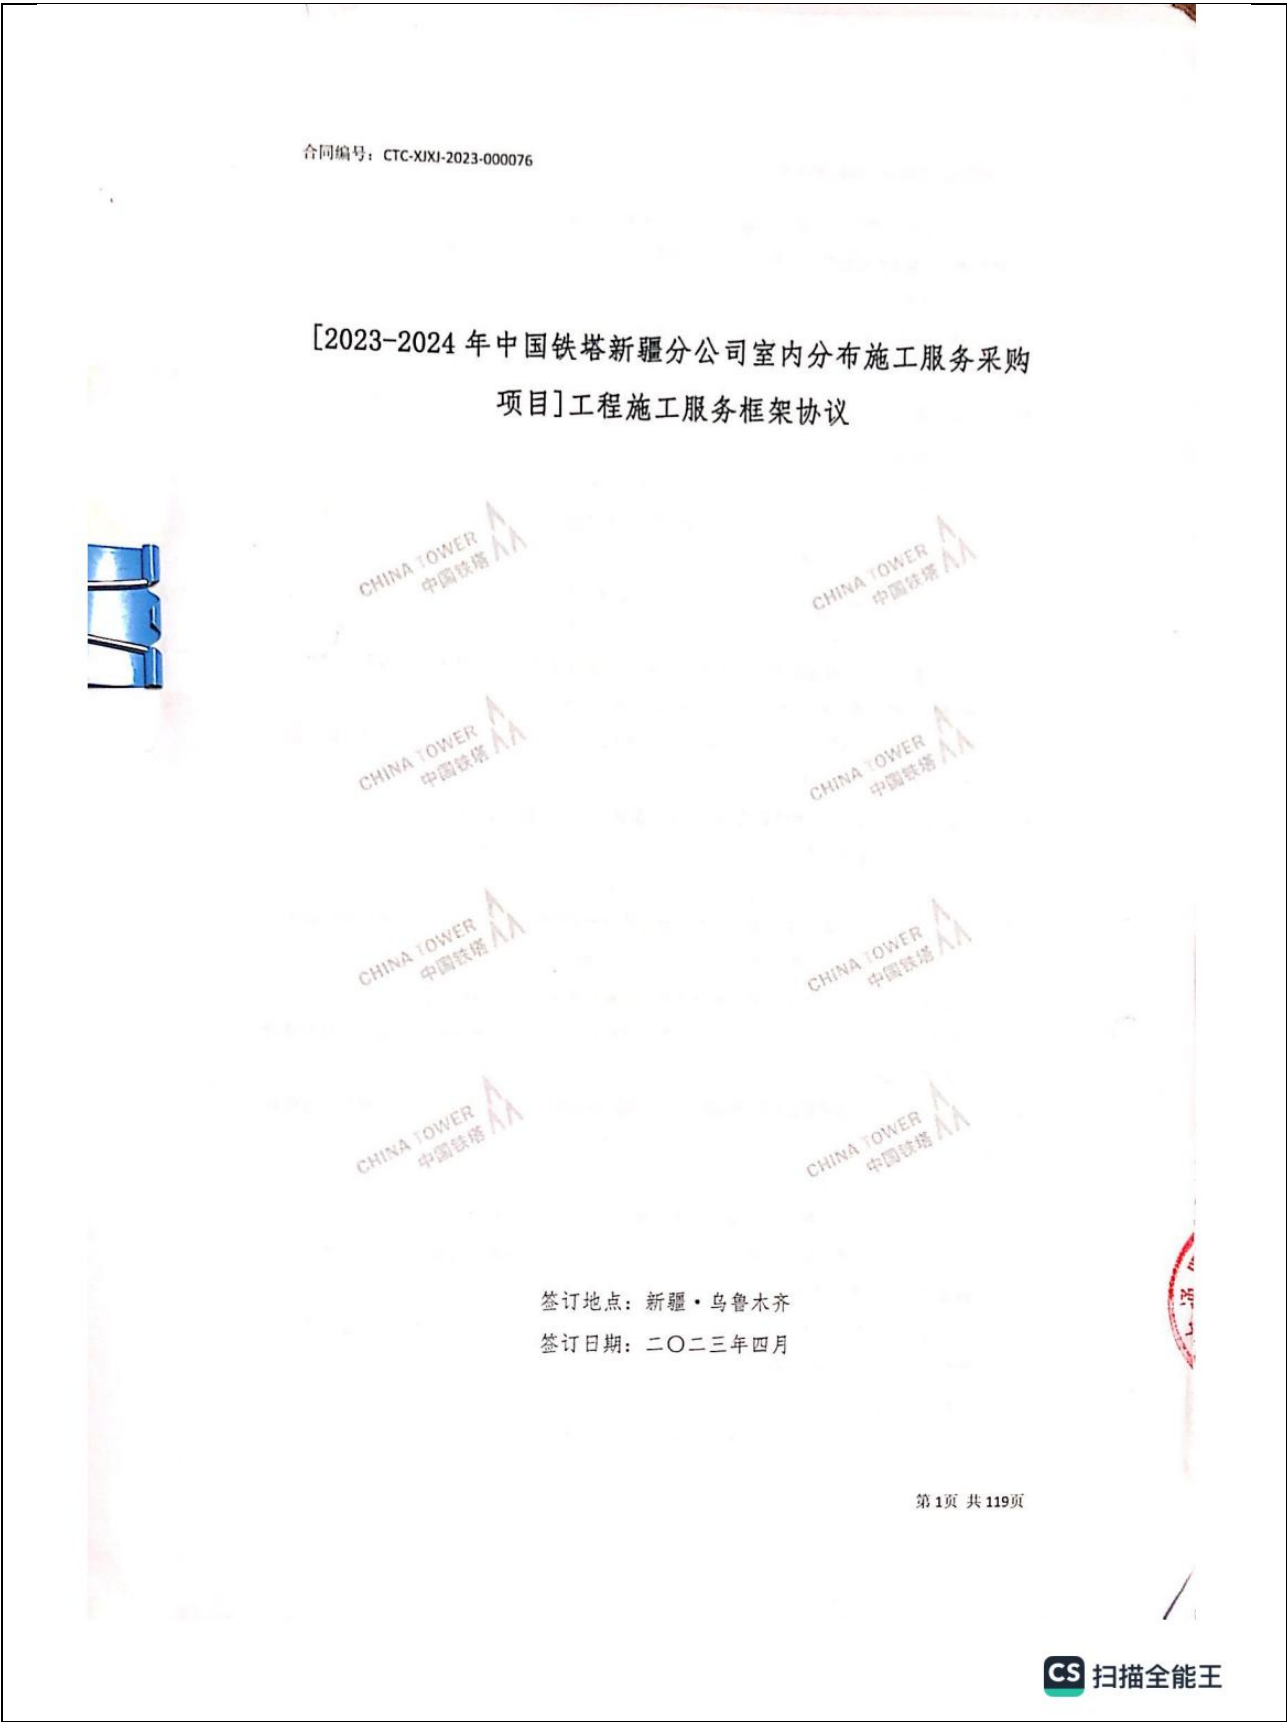 合同编号：CTC-XJXJ-2023-000076
[2023-2024 年中国铁塔新疆分公司室内分布施工服务采购
项目]工程施工服务框架协议
CHINA TOWER
中国铁塔
CHINA TOWER
中国铁塔
CHINA TOWER
中国铁塔
CHINA TOWER
中国铁塔
CHINA TOWER
中国铁塔
CHINA TOWER
中国铁塔
CHINA TOWER
中国铁塔
CHINA TOWER
中国铁塔
签订地点：新疆·乌鲁木齐
签订日期：二〇二三年四月
第 1页 共 119页
CS 扫描全能王